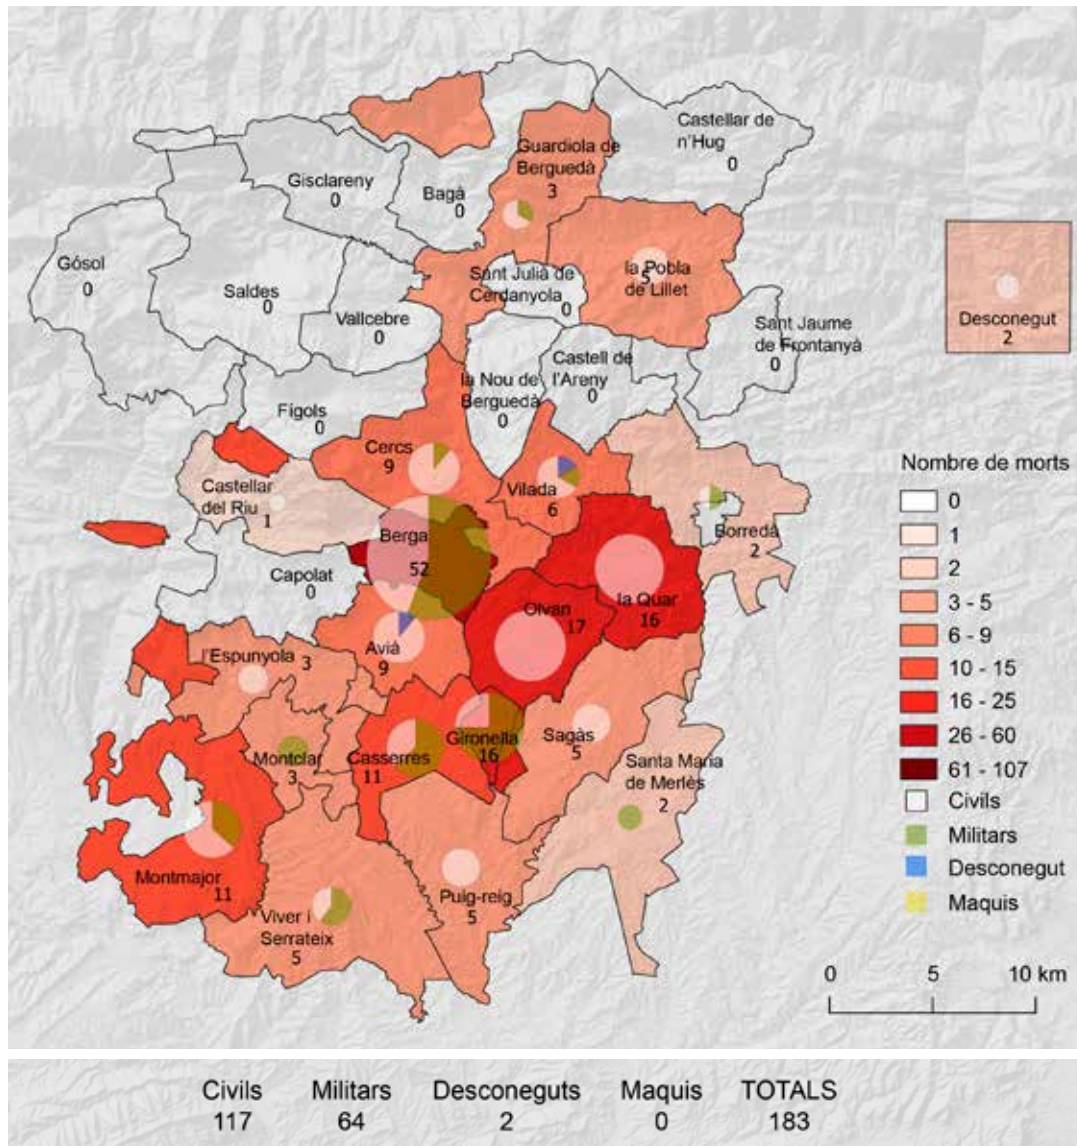 Castellar de
n'Hug
0
Guardiola de
Berguedà
3
Gisclareny
0
Bagà
0
Gósol
0
Saldes
0
Vallcebre
0
Sant Julià de
Cerdanyola
0
la Pobla
de Lillet
5
Desconegut
2
Sant Jaume
de Frontanyà
0
Castell de
l'Areny
0
la Nou de
Berguedà
0
Fígols
0
Cercs
9
Vilada
6
Castellar
del Riu
1
Borredà
2
Berga
52
Capolat
0
la Quar
16
Olvan
17
Avià
9
l'Espunyola
3
Gironella
16
Casserres
11
Sagàs
5
Montclar
3
Santa Maria
de Merlès
2
Montmajor
11
Puig-reig
5
Viver i
Serrateix
5
Nombre de morts
0
1
2
3 - 5
6 - 9
10 - 15
16 - 25
26 - 60
61 - 107
Civils
Militars
Desconegut
Maquis
0 5 10 km
Civils Militars Desconeguts Maquis TOTALS
117 64 2 0 183